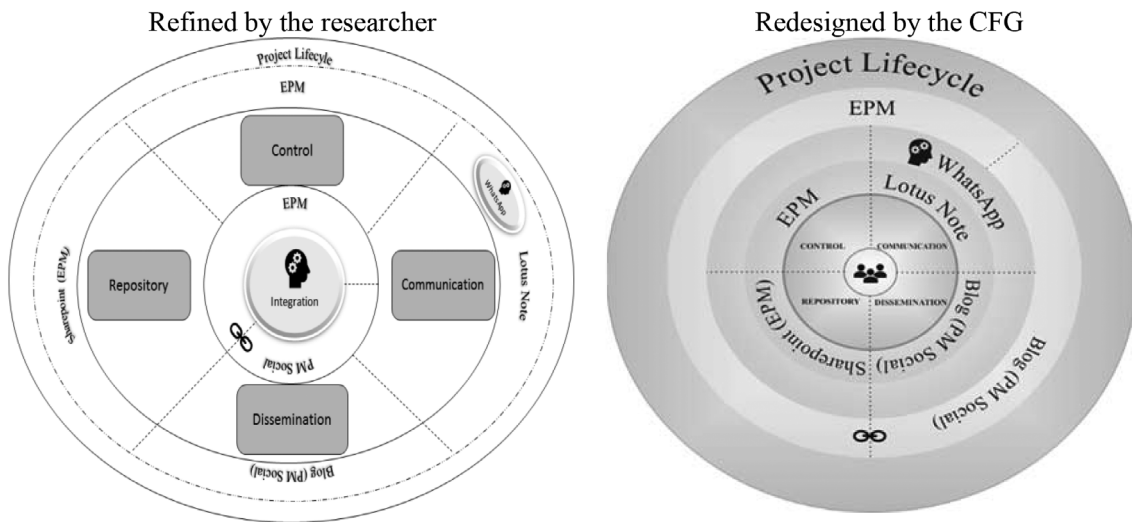 Refined by the researcher
Project Lifecyle
EPM
Control
EPM
WhatsApp
Sharepoint (EPM)
Repository
Integration
Communication
Lotus Note
PM Social
Dissemination
Blog (PM Social)
Redesigned by the CFG
Project Lifecycle
EPM
WhatsApp
Lotus Note
EPM
CONTROL
COMMUNICATION
REPOSITORY
DISSEMINATION
Sharepoint (EPM)
Blog (PM Social)
Blog (PM Social)